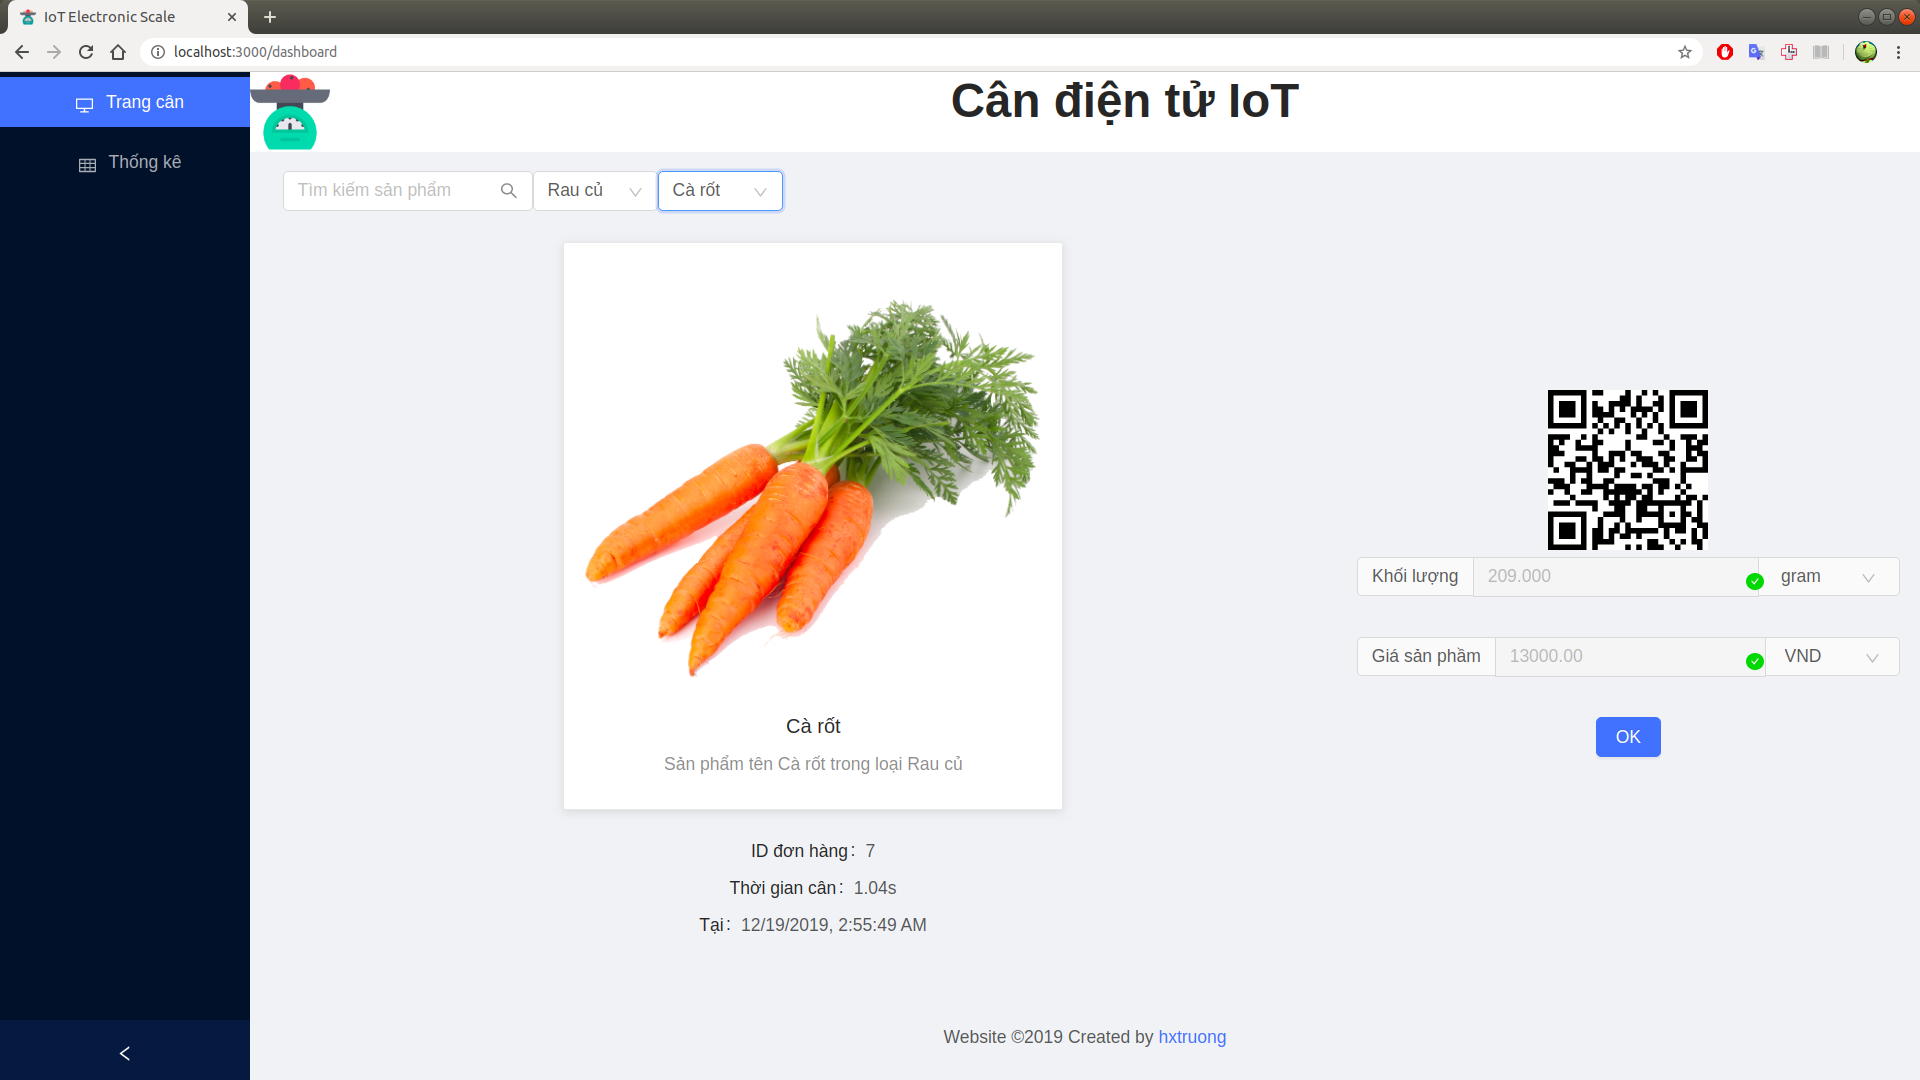 IoT Electronic Scale
localhost:3000/dashboard
Trang cân
Thống kê
Cân điện tử IoT
Tìm kiếm sản phẩm
Rau củ
Cà rốt
Cà rốt
Sản phẩm tên Cà rốt trong loại Rau củ
ID đơn hàng: 7
Thời gian cân: 1.04s
Tại: 12/19/2019, 2:55:49 AM
Khối lượng 209.000 gram
Giá sản phầm 13000.00 VND
OK
Website ©2019 Created by hxtruong